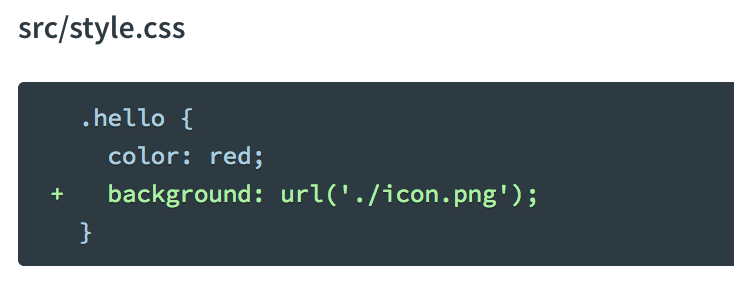 src/style.css
.hello {
color: red;
+ background: url('./icon.png');
}